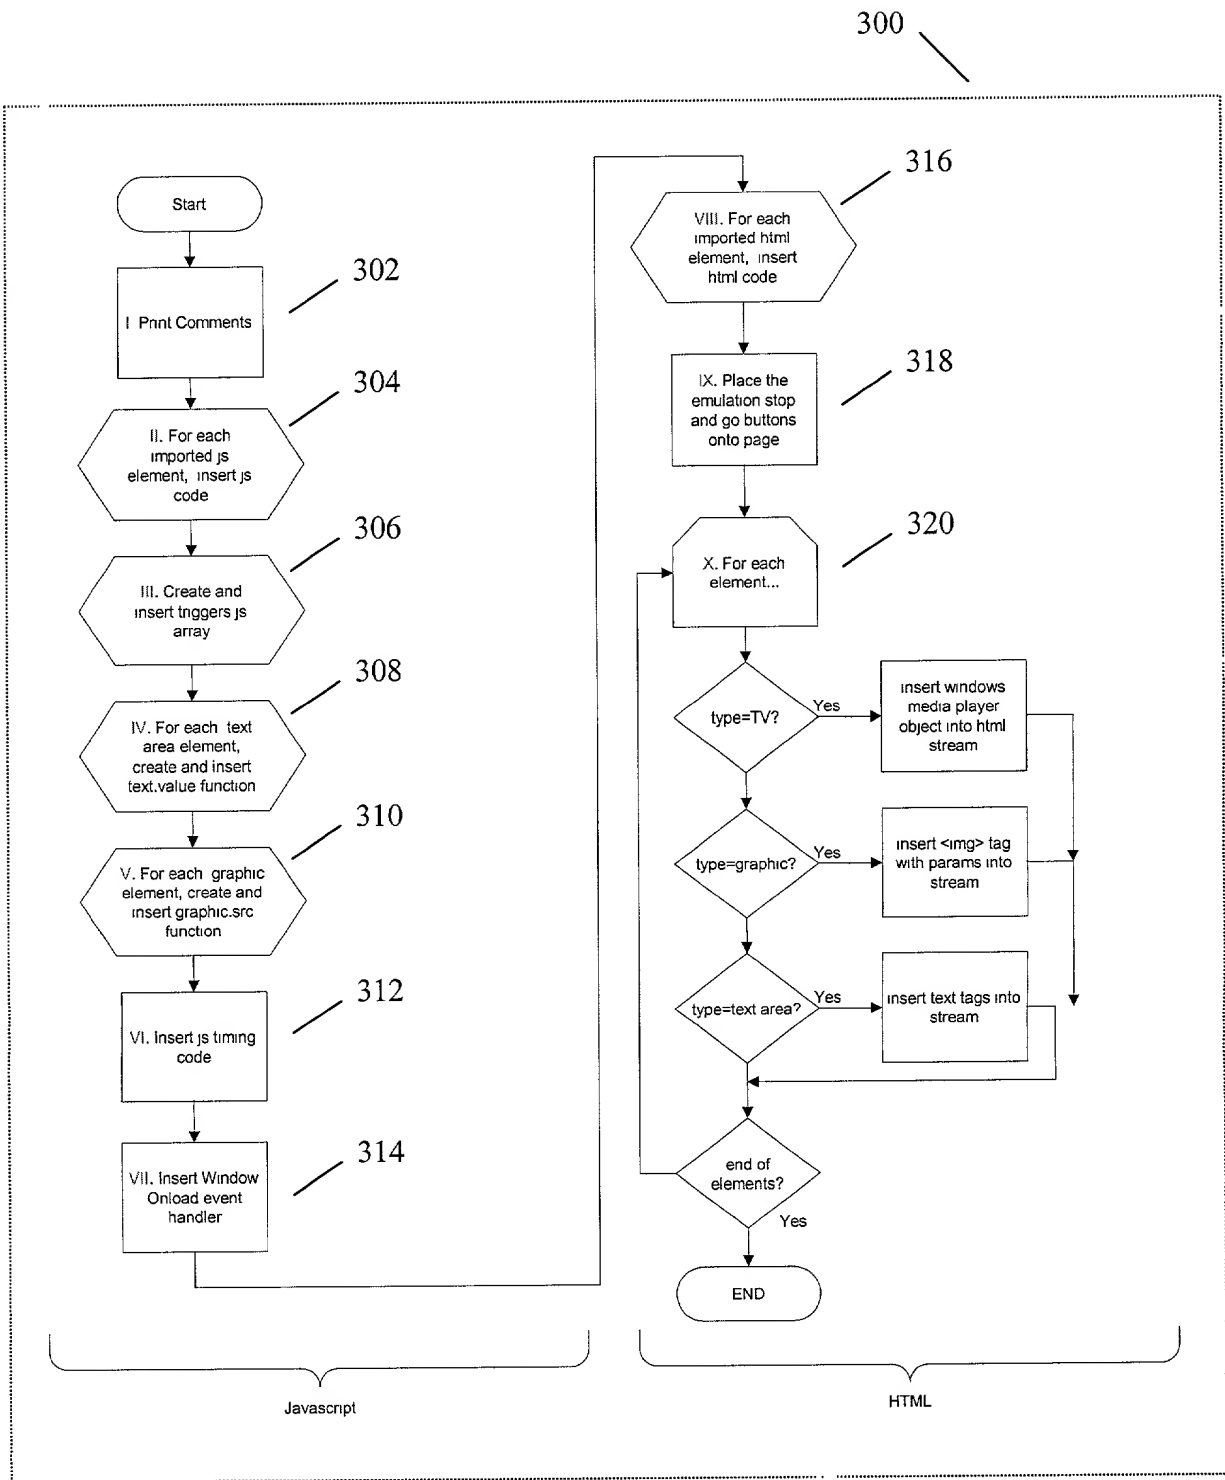 300
Start
302
I Print Comments
304
II. For each
imported js
element, insert js
code
306
III. Create and
insert triggers js
array
308
IV. For each text
area element,
create and insert
text.value function
310
V. For each graphic
element, create and
insert graphic.src
function
312
VI. Insert js timing
code
314
VII. Insert Window
Onload event
handler
Javascript
316
VIII. For each
imported html
element, insert
html code
318
IX. Place the
emulation stop
and go buttons
onto page
320
X. For each
element...
type=TV?
Yes
insert windows
media player
object into html
stream
type=graphic?
Yes
insert <img> tag
with params into
stream
type=text area?
Yes
insert text tags into
stream
end of
elements?
Yes
END
HTML